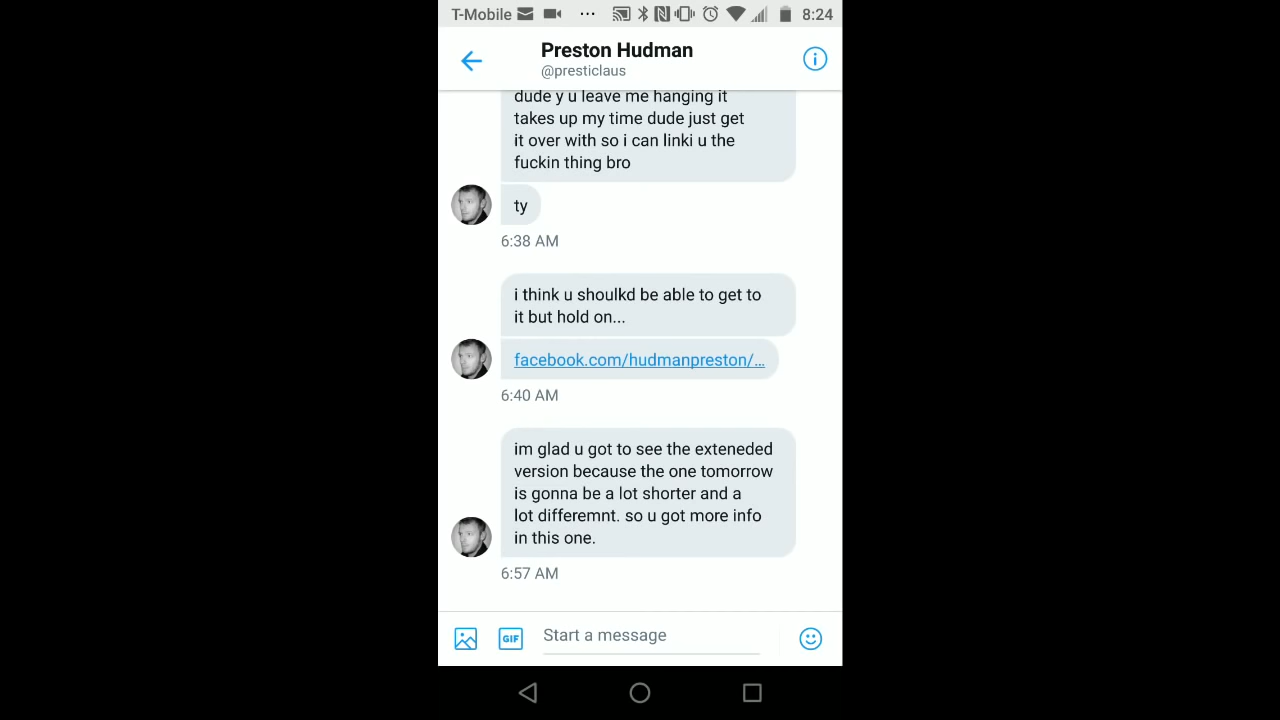 T-Mobile ... 8:24
Preston Hudman
@presticlaus
dude y u leave me hanging it
takes up my time dude just get
it over with so i can linki u the
fuckin thing bro
ty
6:38 AM
i think u shoulkd be able to get to
it but hold on...
facebook.com/hudmanpreston/...
6:40 AM
im glad u got to see the exteneded
version because the one tomorrow
is gonna be a lot shorter and a
lot differemnt. so u got more info
in this one.
6:57 AM
GIF Start a message